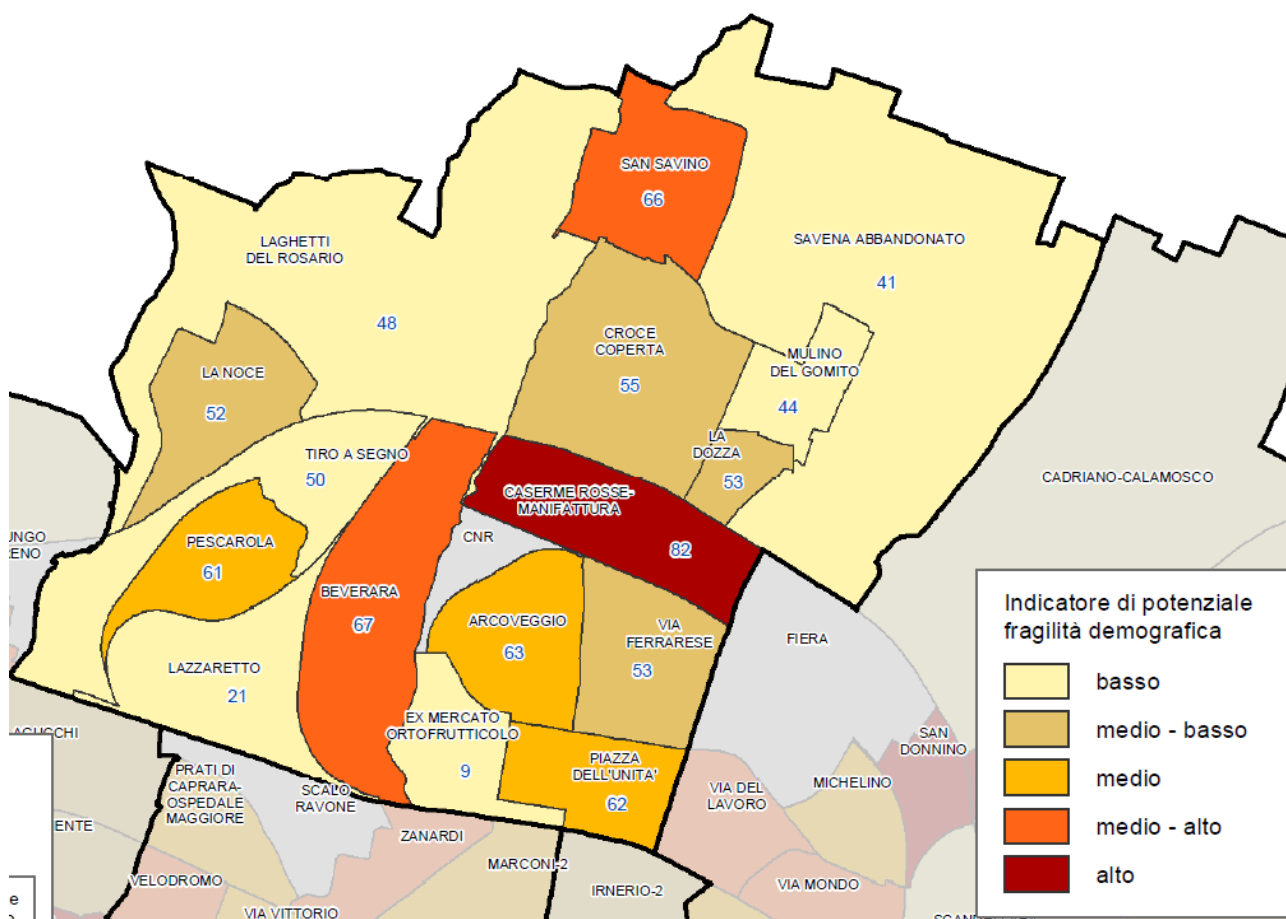 SAN SAVINO
66
LAGHETTI
DEL ROSARIO
48
SAVENA ABBANDONATO
41
CROCE
COPERTA
55
MULINO
DEL GOMITO
44
LA NOCE
52
LA
DOZZA
53
TIRO A SEGNO
50
CADRIANO-CALAMOSCO
CASERME ROSSE-
MANIFATTURA
82
CNR
PESCAROLA
61
BEVERARA
67
ARCOVEGGIO
63
VIA
FERRARESE
53
FIERA
LAZZARETTO
21
EX MERCATO
ORTOFRUTTICOLO
9
PIAZZA
DELL'UNITA'
62
PRATI DI
CAPRARA-
OSPEDALE
MAGGIORE
SCALO
RAVONE
ZANARDI
MARCONI-2
IRNERIO-2
VELODROMO
VIA VITTORIO
VIA DEL
LAVORO
MICHELINO
SAN
DONNINO
VIA MONDO
Indicatore di potenziale
fragilità demografica
basso
medio - basso
medio
medio - alto
alto